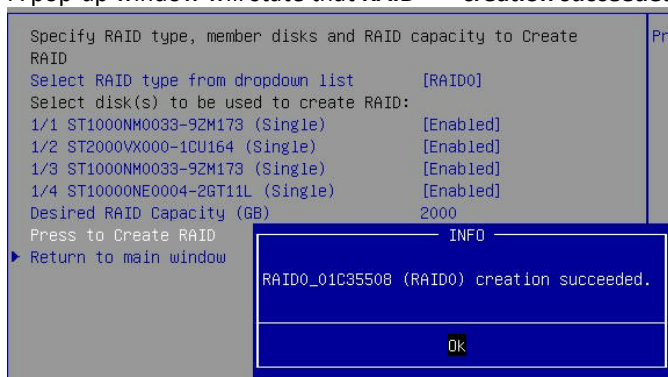 Specify RAID type, member disks and RAID capacity to Create
RAID
Select RAID type from dropdown list [RAID0]
Select disk(s) to be used to create RAID:
1/1 ST1000NM0033-9ZM173 (Single) [Enabled]
1/2 ST2000VX000-1CU164 (Single) [Enabled]
1/3 ST1000NM0033-9ZM173 (Single) [Enabled]
1/4 ST10000NE0004-2GT11L (Single) [Enabled]
Desired RAID Capacity (GB) 2000
Press to Create RAID
Return to main window
INFO
RAID0_01C35508 (RAID0) creation succeeded.
Ok